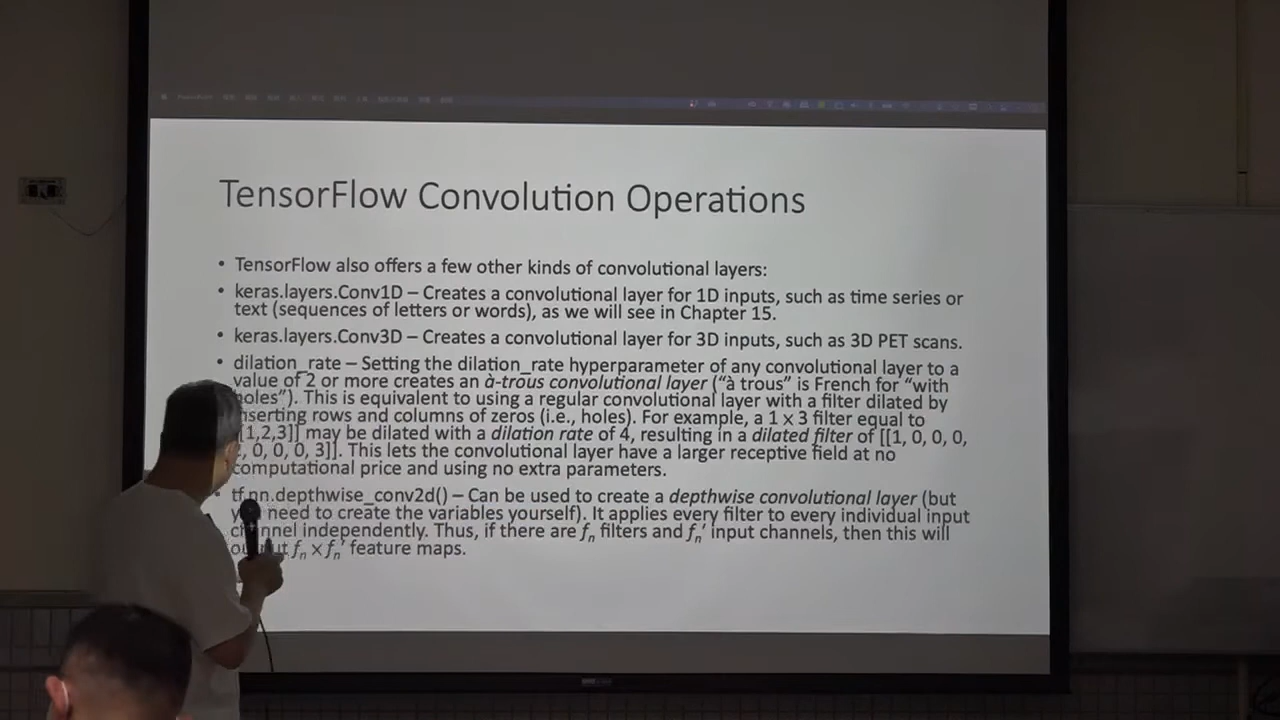 TensorFlow Convolution Operations
• TensorFlow also offers a few other kinds of convolutional layers:
• keras.layers.Conv1D – Creates a convolutional layer for 1D inputs, such as time series or
text (sequences of letters or words), as we will see in Chapter 15.
• keras.layers.Conv3D – Creates a convolutional layer for 3D inputs, such as 3D PET scans.
• dilation_rate – Setting the dilation_rate hyperparameter of any convolutional layer to a
value of 2 or more creates an à-trous convolutional layer (“à trous” is French for “with
holes”). This is equivalent to using a regular convolutional layer with a filter dilated by
inserting rows and columns of zeros (i.e., holes). For example, a 1 x 3 filter equal to
[1,2,3]] may be dilated with a dilation rate of 4, resulting in a dilated filter of [[1, 0, 0, 0,
0, 0, 0, 3]]. This lets the convolutional layer have a larger receptive field at no
computational price and using no extra parameters.
• tf.nn.depthwise_conv2d() – Can be used to create a depthwise convolutional layer (but
you need to create the variables yourself). It applies every filter to every individual input
channel independently. Thus, if there are fn filters and fn′ input channels, then this will
output fn × fn′ feature maps.